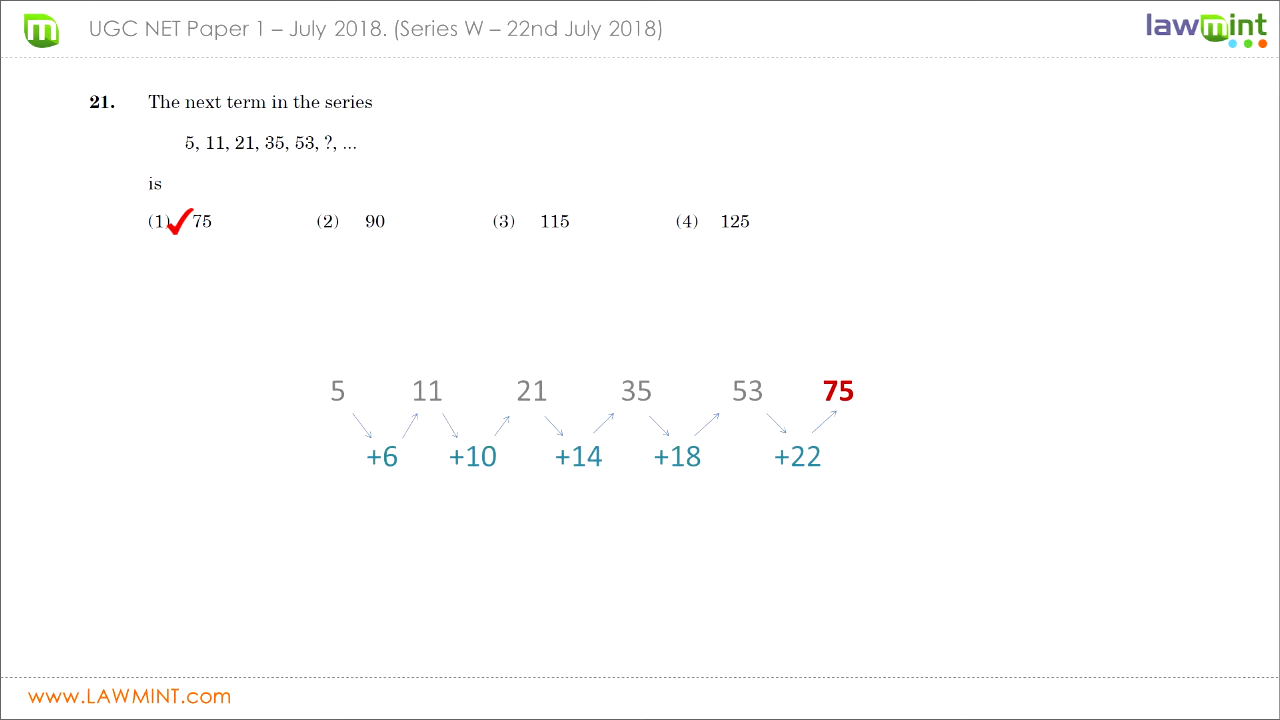 m UGC NET Paper 1 – July 2018. (Series W – 22nd July 2018) lawmint
21. The next term in the series
5, 11, 21, 35, 53, ?, ...
is
(1) 75 (2) 90 (3) 115 (4) 125
5 11 21 35 53 75
+6 +10 +14 +18 +22
www.LAWMINT.com